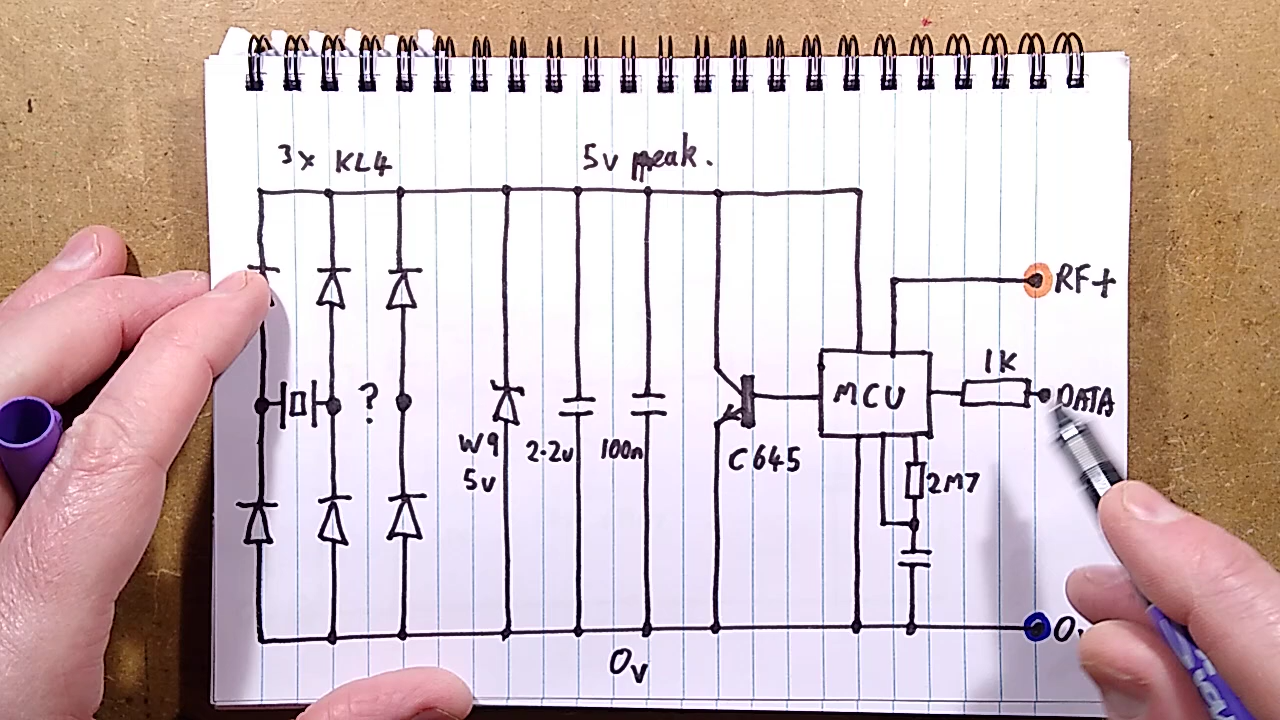 3x KL4
5v peak.
RF+
1K
MCU
DATA
?
W9
5v
2.2u
100n
C645
2M7
0v